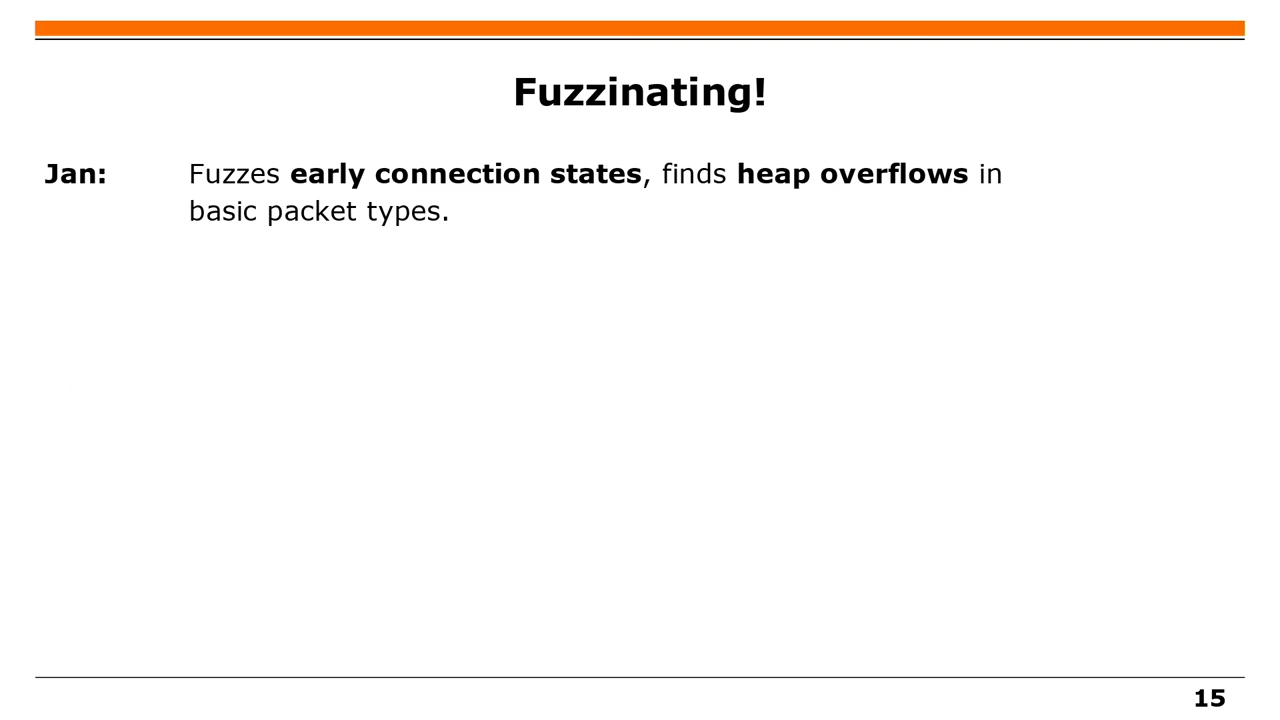 Fuzzinating!
Jan: Fuzzes early connection states, finds heap overflows in
basic packet types.
15